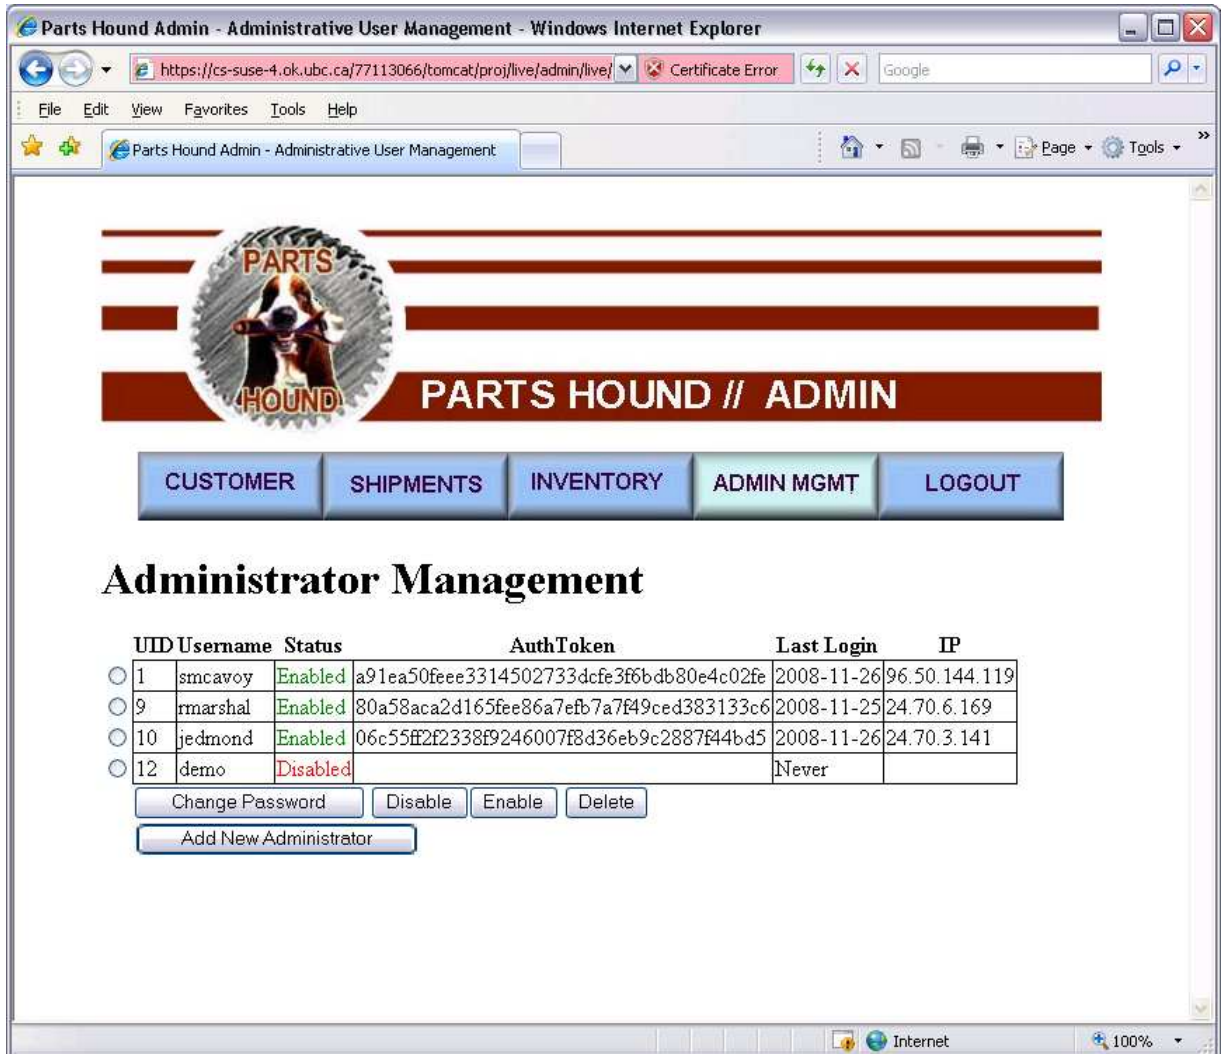 Parts Hound Admin - Administrative User Management - Windows Internet Explorer
https://cs-suse-4.ok.ubc.ca/77113066/tomcat/proj/live/admin/live/ Certificate Error Google
File Edit View Favorites Tools Help
Parts Hound Admin - Administrative User Management Page Tools
PARTS
HOUND
PARTS HOUND // ADMIN
CUSTOMER SHIPMENTS INVENTORY ADMIN MGMT LOGOUT
Administrator Management
UID Username Status AuthToken Last Login IP
1 smcavoy Enabled a91ea50feee3314502733dcfe3f6bdb80e4c02fe 2008-11-26 96.50.144.119
9 rmarshal Enabled 80a58aca2d165fee86a7efb7a7f49ced383133c6 2008-11-25 24.70.6.169
10 jedmond Enabled 06c55ff2f2338f9246007f8d36eb9c2887f44bd5 2008-11-26 24.70.3.141
12 demo Disabled Never
Change Password Disable Enable Delete
Add New Administrator
Internet 100%